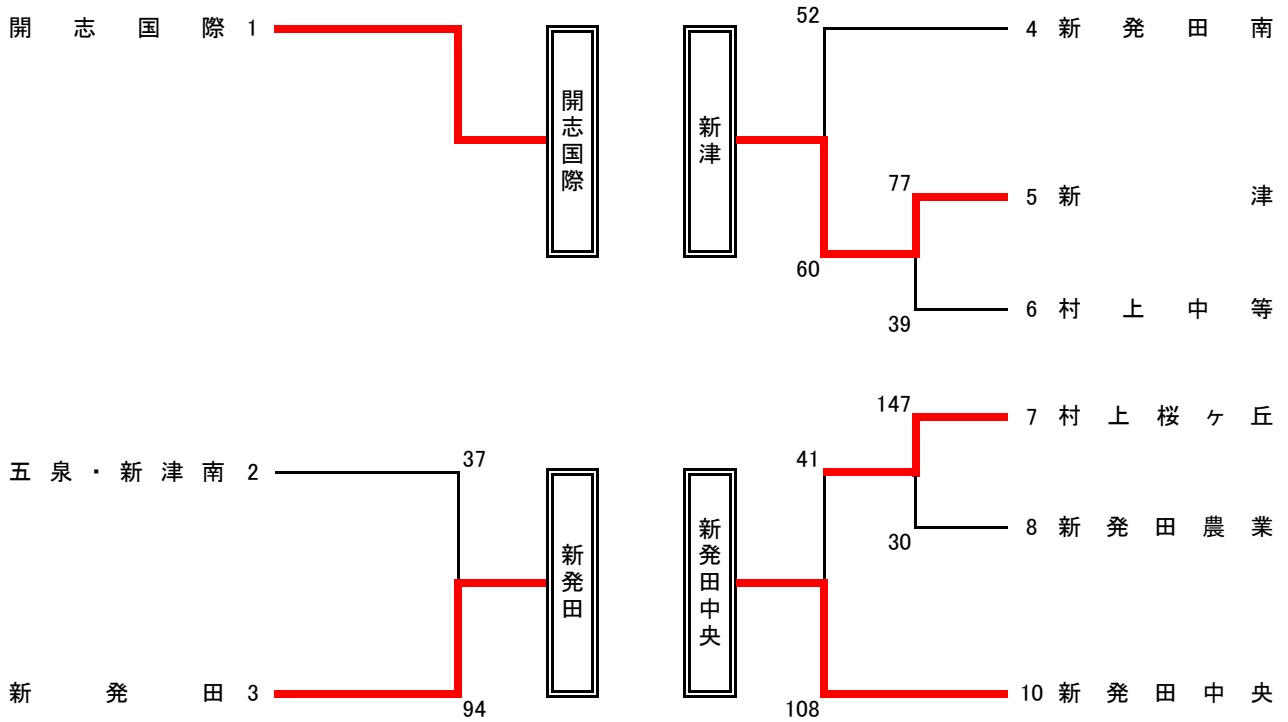 開志国際 1
開志国際
新津
52
4 新発田南
77
5 新津
60
6 村上中等
39
147
7 村上桜ヶ丘
五泉・新津南 2
37
新発田
新発田中央
41
8 新発田農業
30
新発田 3
94
108
10 新発田中央